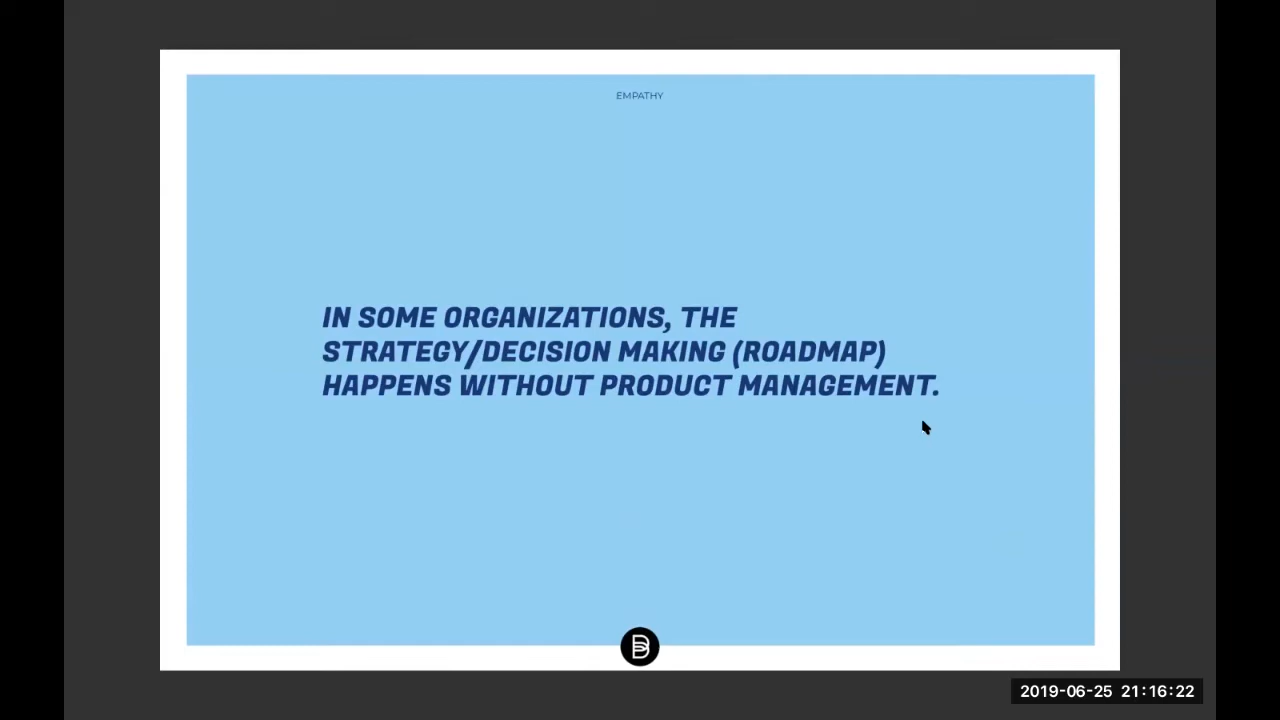 EMPATHY
IN SOME ORGANIZATIONS, THE
STRATEGY/DECISION MAKING (ROADMAP)
HAPPENS WITHOUT PRODUCT MANAGEMENT.
2019-06-25 21:16:22